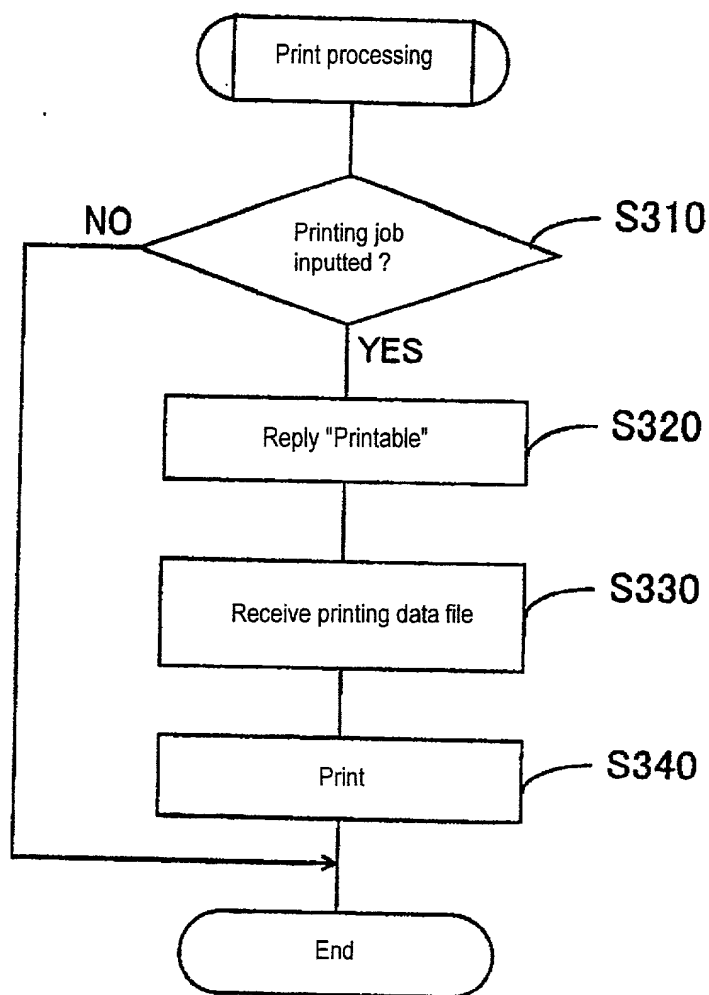 Print processing
NO
Printing job
inputted ?
S310
YES
Reply "Printable"
S320
Receive printing data file
S330
Print
S340
End